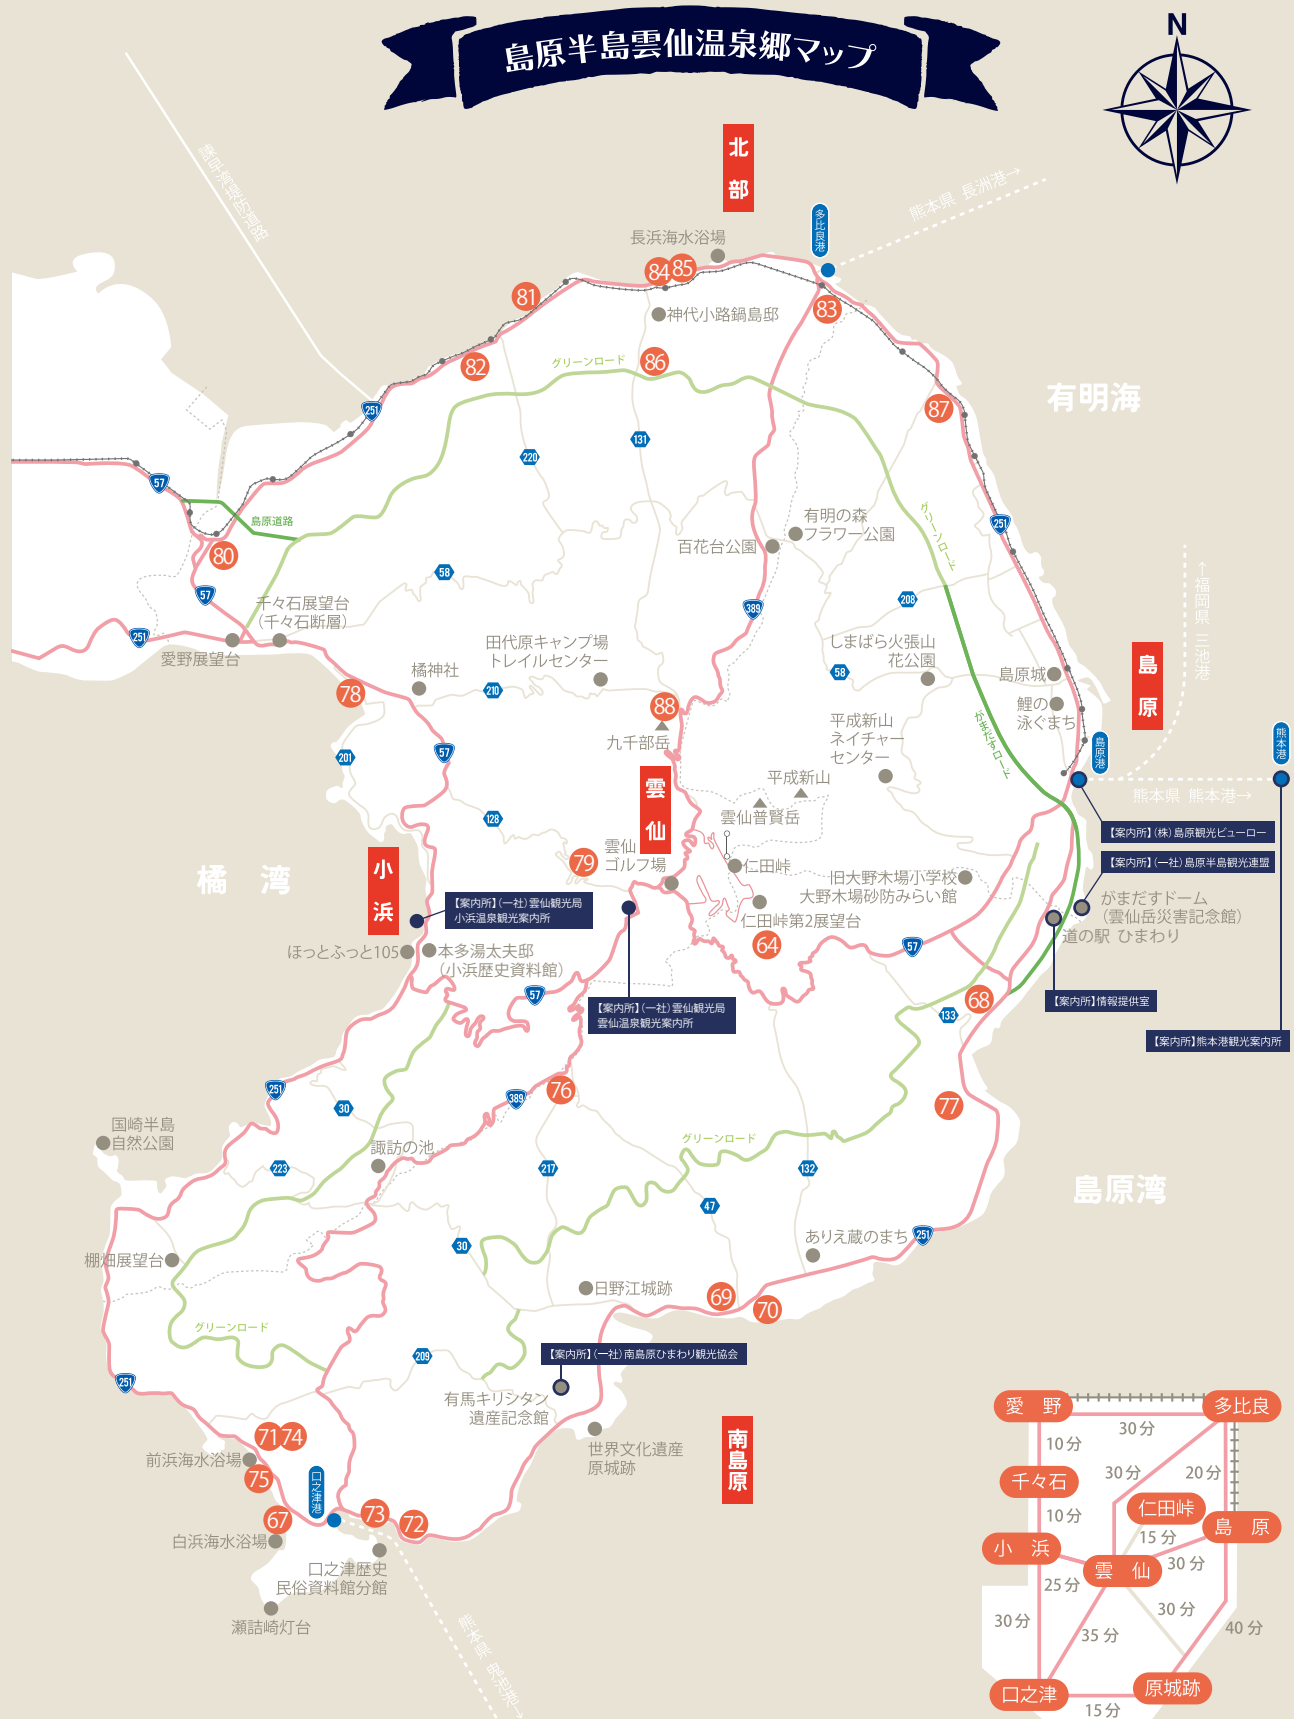 島原半島雲仙温泉郷マップ
N
北部
諫早湾堤防道路
熊本県 長洲港→
多比良港
長浜海水浴場
84
85
81
神代小路鍋島邸
83
82
グリーンロード
86
251
87
有明海
131
220
57
島原道路
有明の森
フラワー公園
百花台公園
グリーンロード
251
80
58
57
←福岡県 三池港
千々石展望台
(千々石断層)
389
208
251
愛野展望台
田代原キャンプ場
トレイルセンター
しまばら火張山
花公園
島原
橘神社
58
島原城
78
210
鯉の
泳ぐまち
88
九千部岳
平成新山
ネイチャー
センター
がまだすロード
島原港
熊本港
201
57
雲仙
平成新山
熊本県 熊本港→
雲仙普賢岳
128
【案内所】(株)島原観光ビューロー
79
雲仙
ゴルフ場
仁田峠
【案内所】(一社)島原半島観光連盟
橘湾
小浜
旧大野木場小学校
大野木場砂防みらい館
【案内所】(一社)雲仙観光局
小浜温泉観光案内所
がまだすドーム
(雲仙岳災害記念館)
仁田峠第2展望台
道の駅 ひまわり
64
57
ほっとふっと105
本多湯太夫邸
(小浜歴史資料館)
57
68
【案内所】情報提供室
【案内所】(一社)雲仙観光局
雲仙温泉観光案内所
133
【案内所】熊本港観光案内所
251
30
389
76
77
国崎半島
自然公園
諏訪の池
グリーンロード
223
217
132
島原湾
47
251
ありえ蔵のまち
30
棚畑展望台
日野江城跡
69
70
グリーンロード
【案内所】(一社)南島原ひまわり観光協会
209
251
有馬キリシタン
遺産記念館
南島原
71
74
世界文化遺産
原城跡
前浜海水浴場
75
口之津港
67
73
72
白浜海水浴場
口之津歴史
民俗資料館分館
瀬詰崎灯台
熊本県 鬼池港→
愛野
多比良
30分
10分
千々石
30分
20分
仁田峠
10分
島原
15分
小浜
雲仙
30分
25分
30分
30分
35分
40分
口之津
原城跡
15分